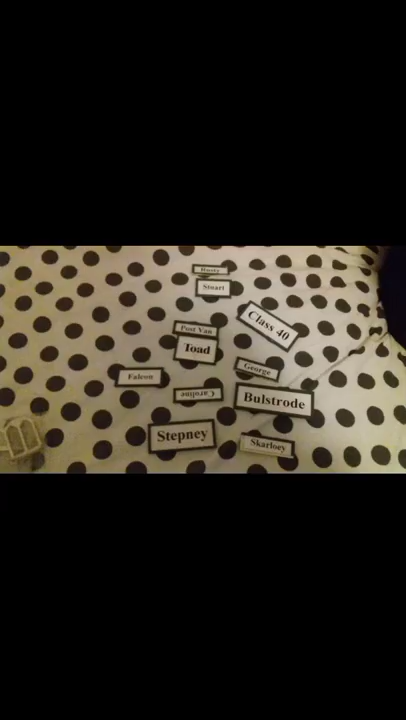 Rusty
Stuart
Class 40
Post Van
Toad
George
Falcon
Caroline
Bulstrode
Stepney
Skarloey